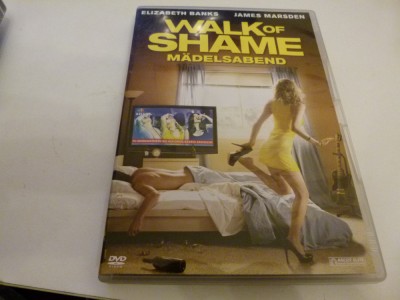 ELIZABETH BANKS JAMES MARSDEN
WALK OF
SHAME
MÄDELSABEND
DVD